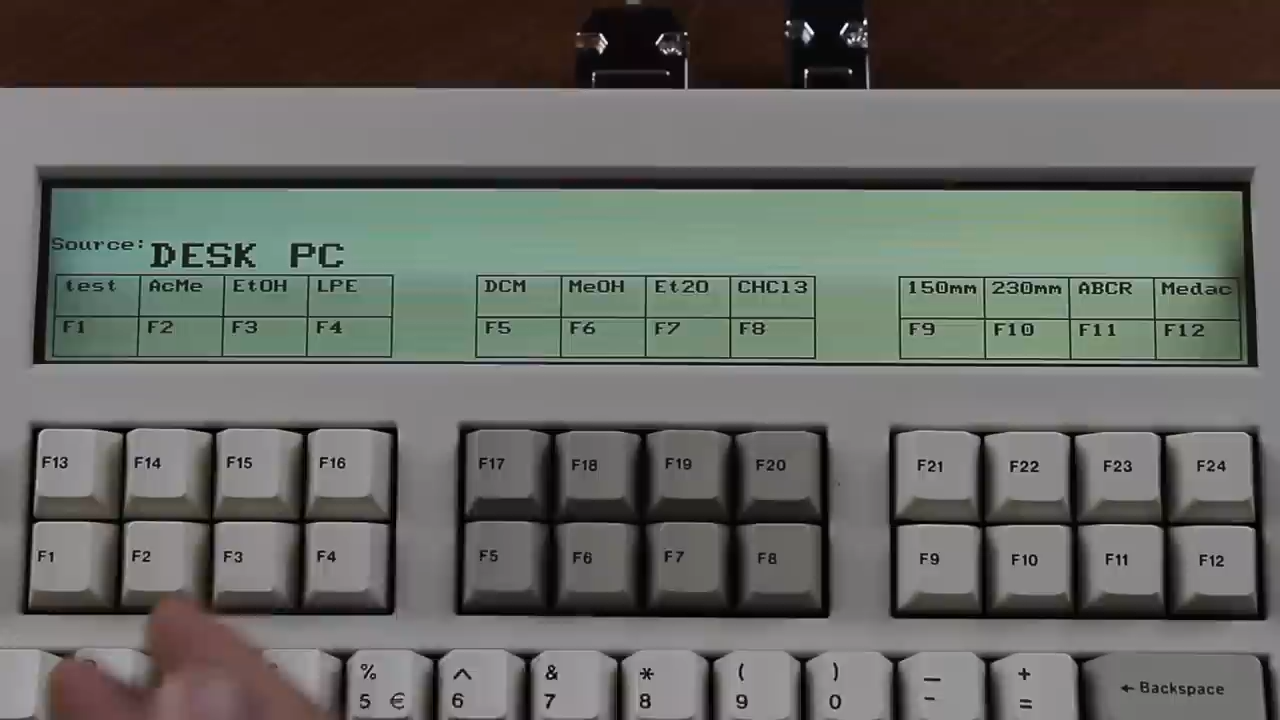 Source: DESK PC
test AcMe EtOH LPE DCM MeOH Et2O CHCl3 150mm 230mm ABCR Medac
F1 F2 F3 F4 F5 F6 F7 F8 F9 F10 F11 F12
F13 F14 F15 F16 F17 F18 F19 F20 F21 F22 F23 F24
F1 F2 F3 F4 F5 F6 F7 F8 F9 F10 F11 F12
% ^ & * ( ) _ +
5 € 6 7 8 9 0 - = ← Backspace